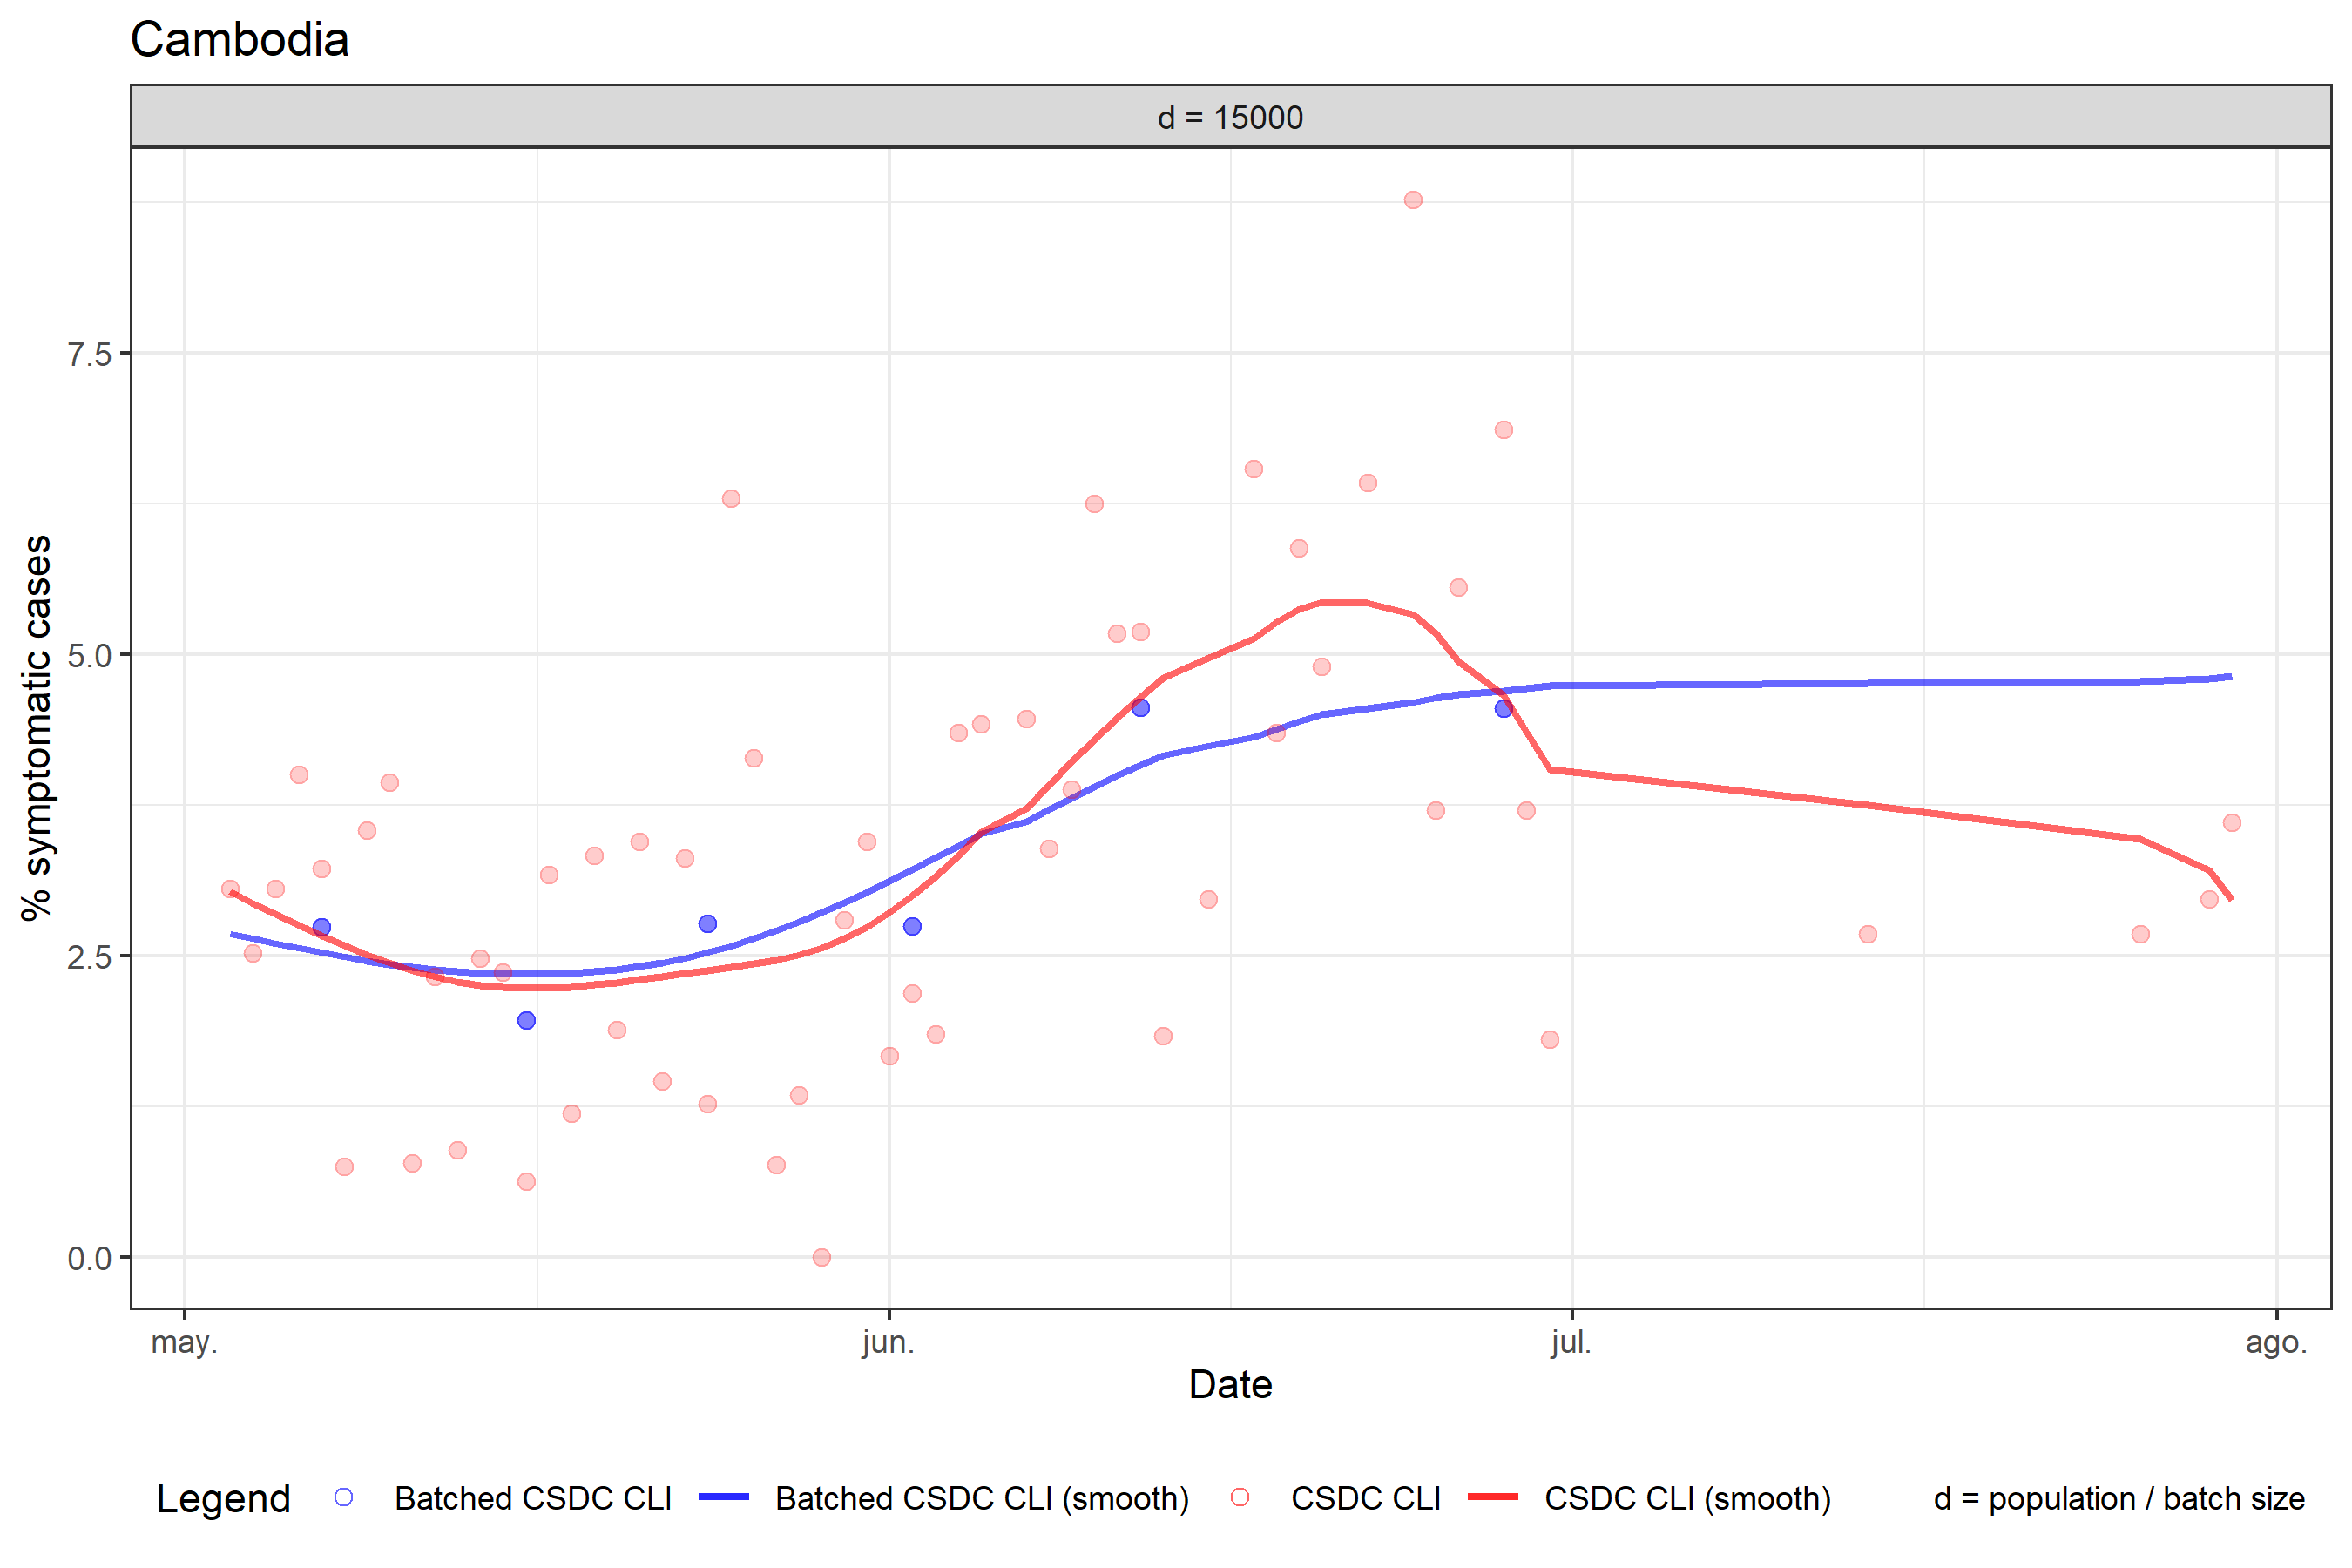 Cambodia
d = 15000
% symptomatic cases
7.5
5.0
2.5
0.0
may.
jun.
jul.
ago.
Date
Legend
Batched CSDC CLI
Batched CSDC CLI (smooth)
CSDC CLI
CSDC CLI (smooth)
d = population / batch size